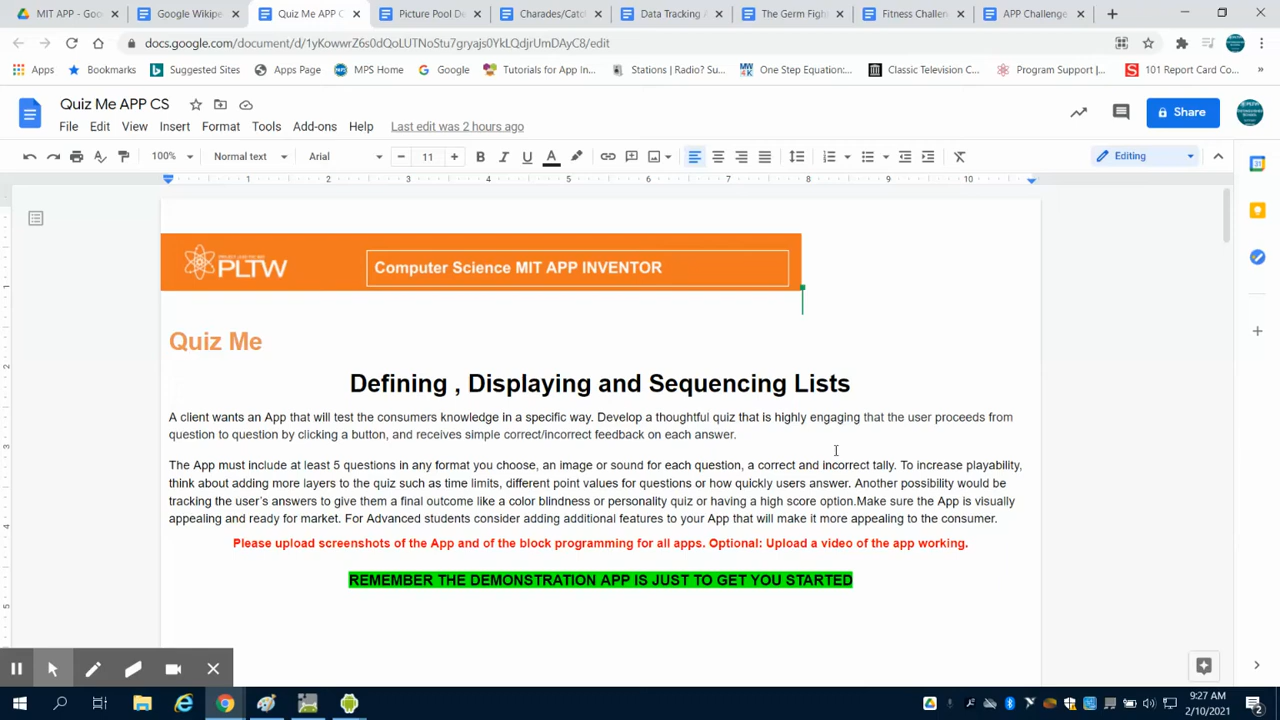 MIT APP -
Google Wikipe
Quiz Me APP C
Picture Pool De
Charades/Catch
Data Tracking A
The Germ Fight
Fitness Challen
APP Challenge
docs.google.com/document/d/1yKowwrZ6s0dQoLUTNoStu7gryajs0YldLQdjrUmDAyC8/edit
Apps
Bookmarks
Suggested Sites
Apps Page
MPS Home
Google
Tutorials for App In...
Stations | Radio? Su...
One Step Equation:...
Classic Television C...
Program Support |...
101 Report Card Co...
»
Quiz Me APP CS
Share
File Edit View Insert Format Tools Add-ons Help Last edit was 2 hours ago
100% Normal text Arial 11 Editing
1 2 3 4 5 6 7 8 9 10
PLTW
Computer Science MIT APP INVENTOR
Quiz Me
Defining , Displaying and Sequencing Lists
A client wants an App that will test the consumers knowledge in a specific way. Develop a thoughtful quiz that is highly engaging that the user proceeds from
question to question by clicking a button, and receives simple correct/incorrect feedback on each answer.
The App must include at least 5 questions in any format you choose, an image or sound for each question, a correct and incorrect tally. To increase playability,
think about adding more layers to the quiz such as time limits, different point values for questions or how quickly users answer. Another possibility would be
tracking the user's answers to give them a final outcome like a color blindness or personality quiz or having a high score option.Make sure the App is visually
appealing and ready for market. For Advanced students consider adding additional features to your App that will make it more appealing to the consumer.
Please upload screenshots of the App and of the block programming for all apps. Optional: Upload a video of the app working.
REMEMBER THE DEMONSTRATION APP IS JUST TO GET YOU STARTED
9:27 AM
2/10/2021
2